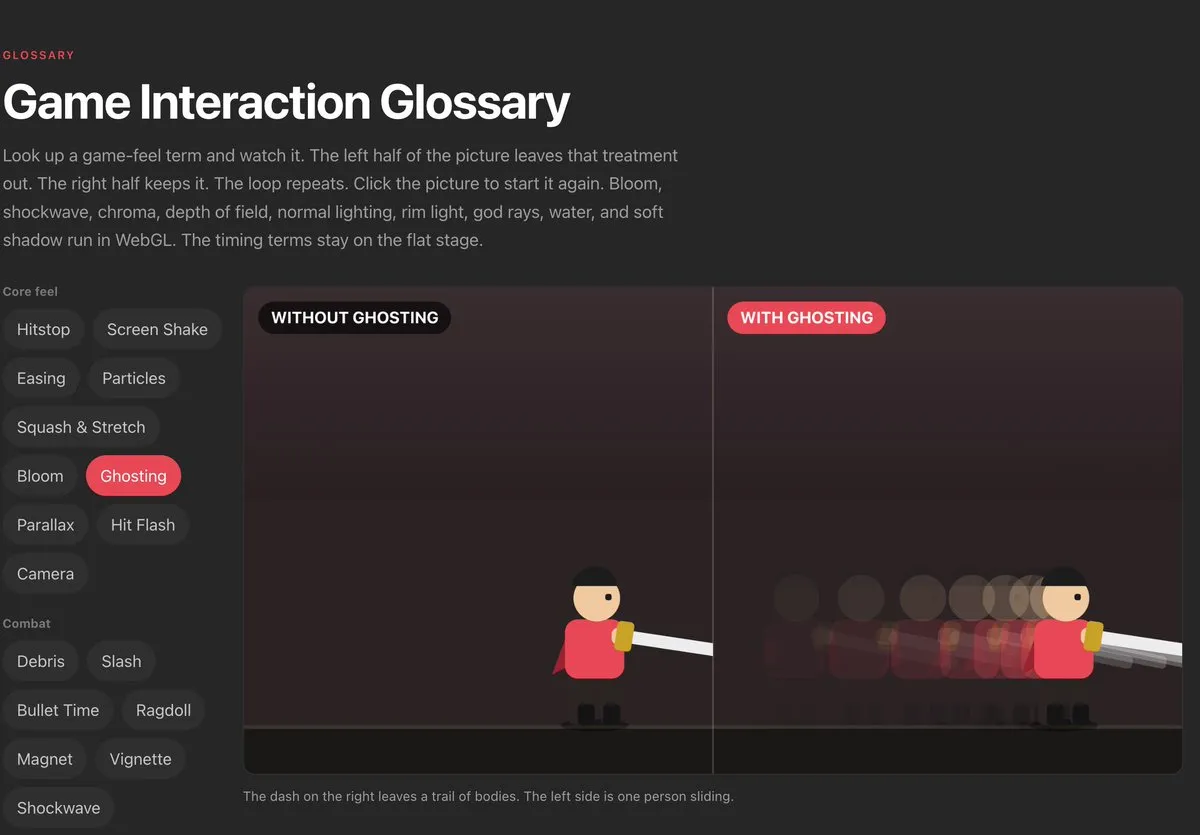 GLOSSARY
Game Interaction Glossary
Look up a game-feel term and watch it. The left half of the picture leaves that treatment
out. The right half keeps it. The loop repeats. Click the picture to start it again. Bloom,
shockwave, chroma, depth of field, normal lighting, rim light, god rays, water, and soft
shadow run in WebGL. The timing terms stay on the flat stage.
Core feel
Hitstop
Screen Shake
Easing
Particles
Squash & Stretch
Bloom
Ghosting
Parallax
Hit Flash
Camera
Combat
Debris
Slash
Bullet Time
Ragdoll
Magnet
Vignette
Shockwave
WITHOUT GHOSTING
WITH GHOSTING
The dash on the right leaves a trail of bodies. The left side is one person sliding.